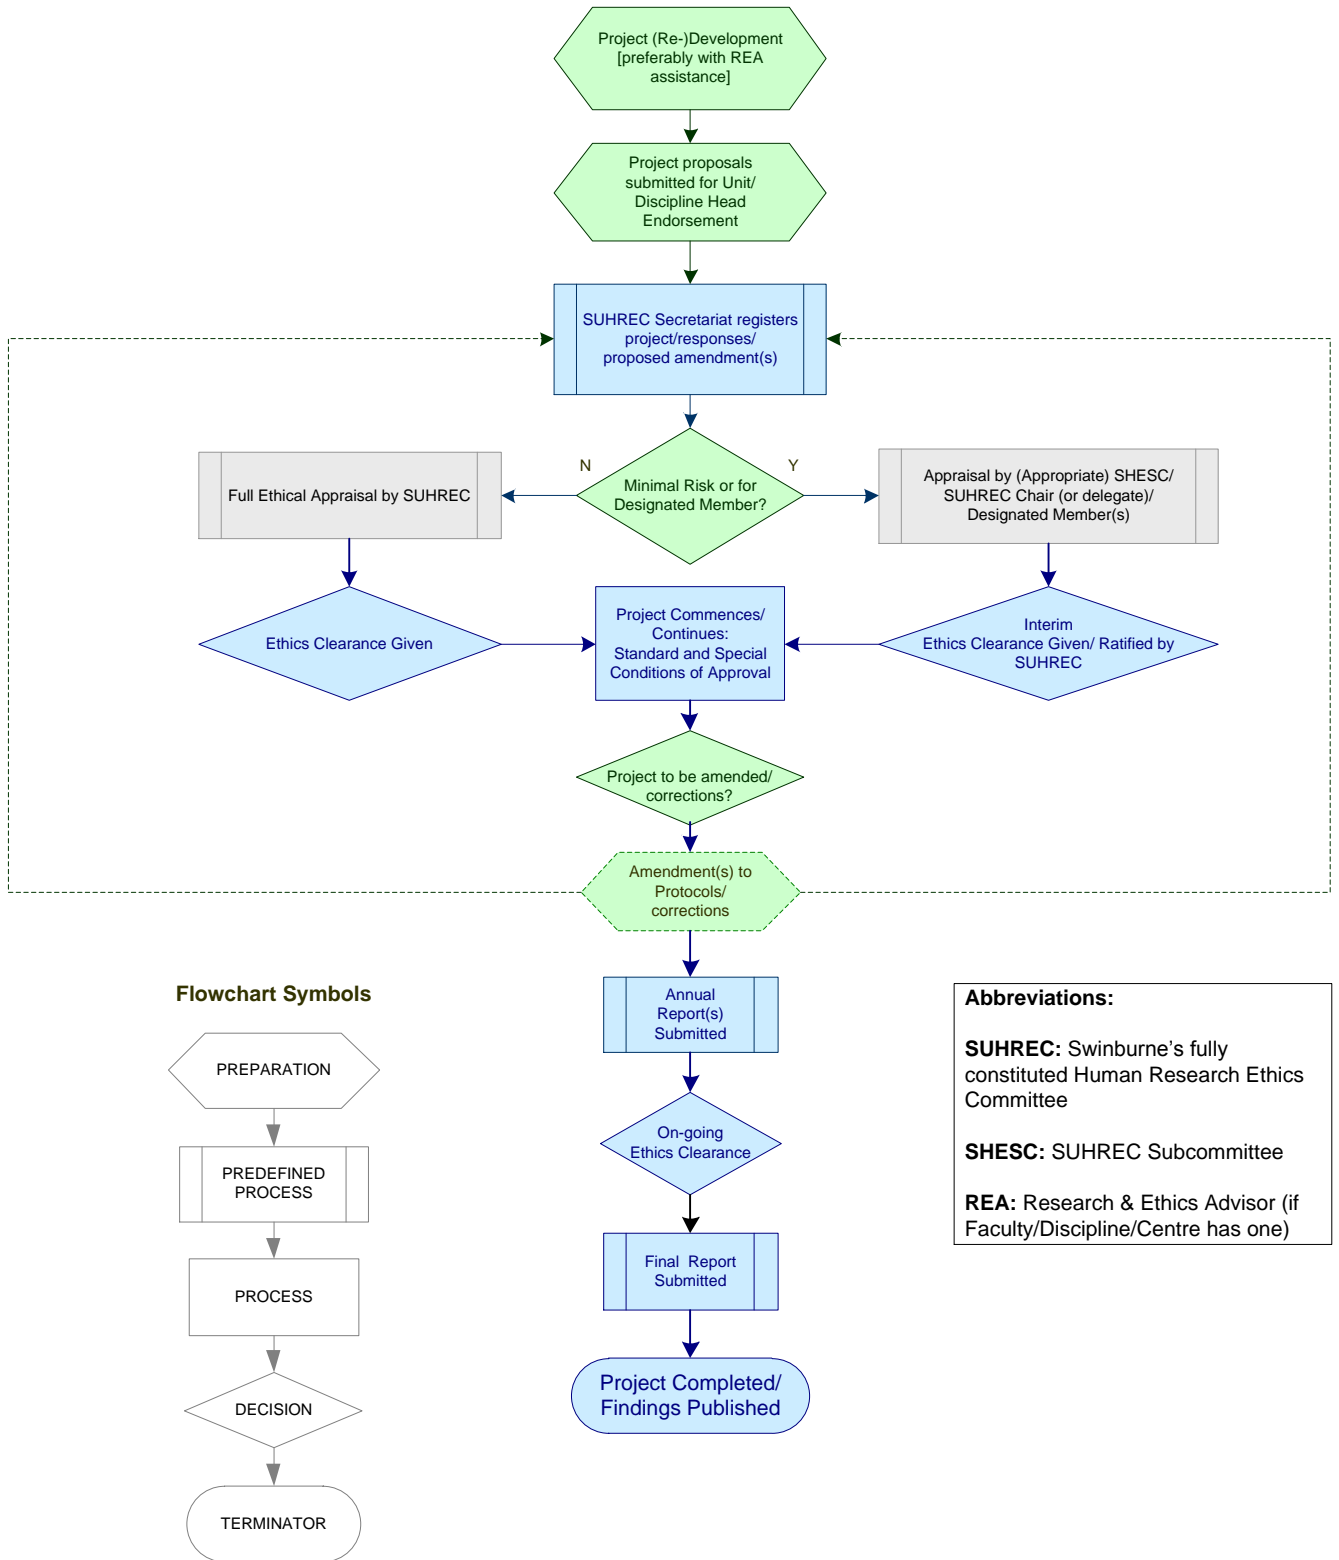 Project (Re-)Development
[preferably with REA
assistance]
Project proposals
submitted for Unit/
Discipline Head
Endorsement
SUHREC Secretariat registers
project/responses/
proposed amendment(s)
N
Y
Full Ethical Appraisal by SUHREC
Minimal Risk or for
Designated Member?
Appraisal by (Appropriate) SHESC/
SUHREC Chair (or delegate)/
Designated Member(s)
Ethics Clearance Given
Project Commences/
Continues:
Standard and Special
Conditions of Approval
Interim
Ethics Clearance Given/ Ratified by
SUHREC
Project to be amended/
corrections?
Amendment(s) to
Protocols/
corrections
Annual
Report(s)
Submitted
On-going
Ethics Clearance
Final Report
Submitted
Project Completed/
Findings Published
Flowchart Symbols
PREPARATION
PREDEFINED
PROCESS
PROCESS
DECISION
TERMINATOR
Abbreviations:
SUHREC: Swinburne's fully
constituted Human Research Ethics
Committee
SHESC: SUHREC Subcommittee
REA: Research & Ethics Advisor (if
Faculty/Discipline/Centre has one)